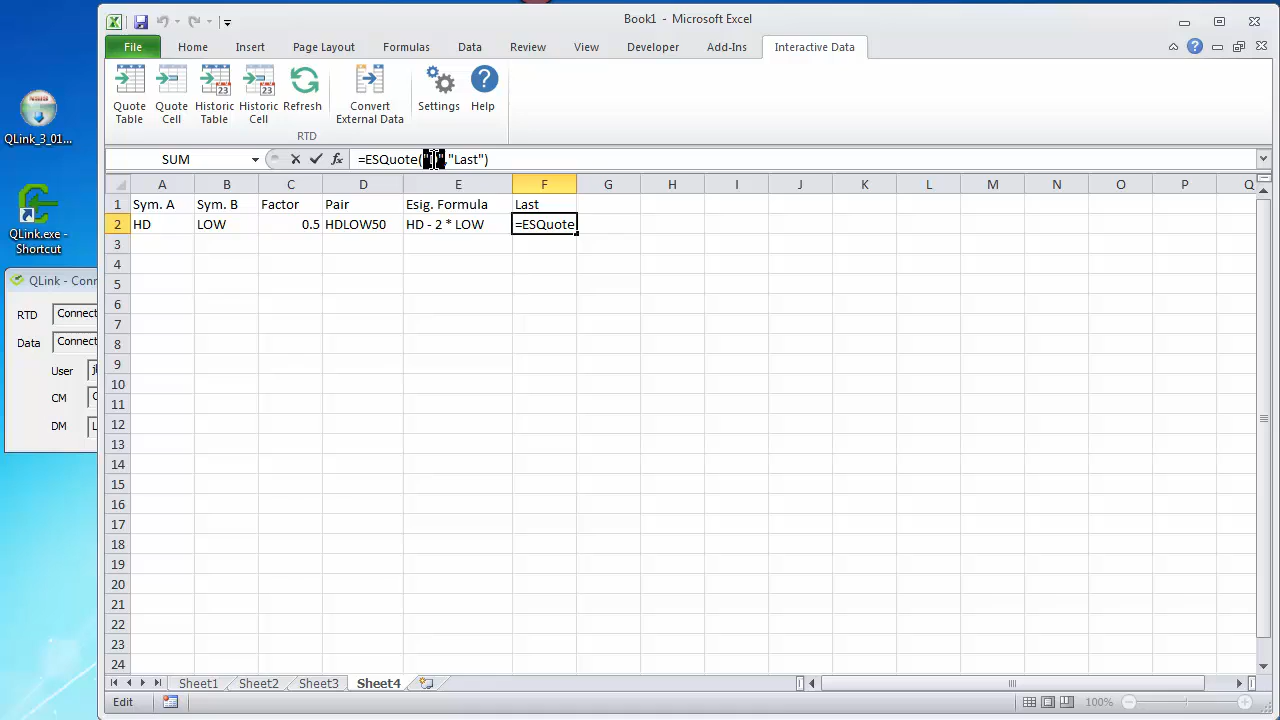 Book1 - Microsoft Excel
File Home Insert Page Layout Formulas Data Review View Developer Add-Ins Interactive Data
Quote Table Quote Cell Historic Table Historic Cell Refresh Convert External Data Settings Help
RTD
SUM =ESQuote( ,"Last")
A B C D E F G H I J K L M N O P Q
1 Sym. A Sym. B Factor Pair Esig. Formula Last
2 HD LOW 0.5 HDLOW50 HD - 2 * LOW =ESQuote
3
4
5
6
7
8
9
10
11
12
13
14
15
16
17
18
19
20
21
22
23
24
Sheet1 Sheet2 Sheet3 Sheet4
Edit 100%
QLink_3_01...
QLink.exe -
Shortcut
QLink - Conn
RTD Connect
Data Connect
User
CM
DM L